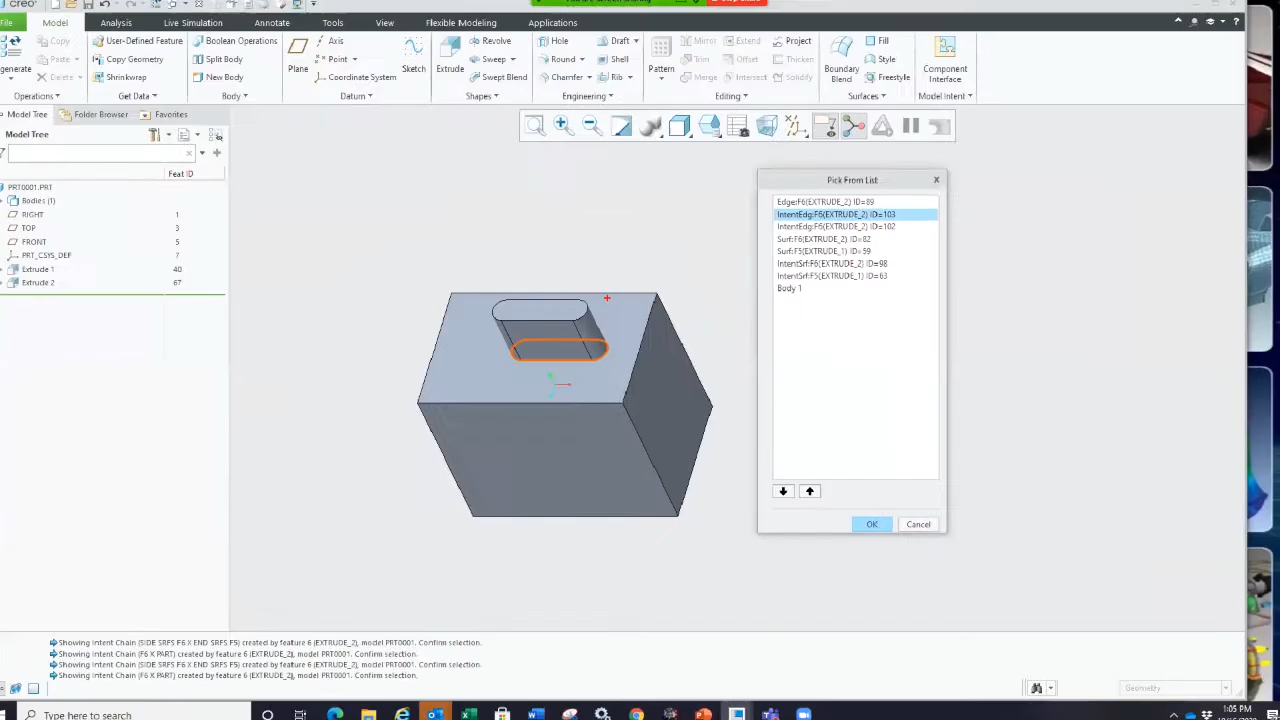 creo
File Model Analysis Live Simulation Annotate Tools View Flexible Modeling Applications
Copy User-Defined Feature Boolean Operations Axis Revolve Hole Draft Mirror Extend Project Fill
Paste Copy Geometry Split Body Point Sweep Round Shell Trim Offset Thicken Style
Delete Shrinkwrap New Body Coordinate System Swept Blend Chamfer Rib Merge Intersect Solidify Freestyle
egenerate Plane Sketch Extrude Pattern Boundary Blend Component Interface
Operations Get Data Body Datum Shapes Engineering Editing Surfaces Model Intent
Model Tree Folder Browser Favorites
Model Tree
Feat ID
PRT0001.PRT
Bodies (1)
RIGHT 1
TOP 3
FRONT 5
PRT_CSYS_DEF 7
Extrude 1 40
Extrude 2 67
Pick From List
Edge:F6(EXTRUDE_2) ID=89
IntentEdg:F6(EXTRUDE_2) ID=103
IntentEdg:F6(EXTRUDE_2) ID=102
Surf:F6(EXTRUDE_2) ID=82
Surf:F5(EXTRUDE_1) ID=59
IntentSrf:F6(EXTRUDE_2) ID=98
IntentSrf:F5(EXTRUDE_1) ID=63
Body 1
OK Cancel
Showing Intent Chain (SIDE SRFS F6 X END SRFS F5) created by feature 6 (EXTRUDE_2), model PRT0001. Confirm selection.
Showing Intent Chain (F6 X PART) created by feature 6 (EXTRUDE_2), model PRT0001. Confirm selection.
Showing Intent Chain (SIDE SRFS F6 X END SRFS F5) created by feature 6 (EXTRUDE_2), model PRT0001. Confirm selection.
Showing Intent Chain (F6 X PART) created by feature 6 (EXTRUDE_2), model PRT0001. Confirm selection.
Geometry
Type here to search
1:05 PM